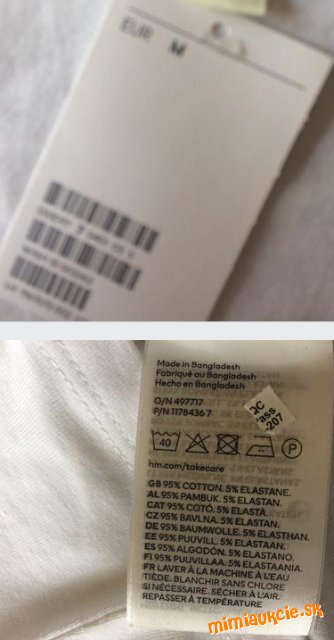 EUR M
Made in Bangladesh
Fabriqué au Bangladesh
Hecho en Bangladesh
O/N 497717
P/N 1178436 7
QC
Pass
-207
40
P
hm.com/takecare
GB 95% COTTON. 5% ELASTANE.
AL 95% PAMBUK. 5% ELASTAN.
CAT 95% COTÓ. 5% ELASTÀ.
CZ 95% BAVLNA. 5% ELASTAN.
DE 95% BAUMWOLLE. 5% ELASTHAN.
EE 95% PUUVILL. 5% ELASTAAN.
ES 95% ALGODÓN. 5% ELASTANO.
FI 95% PUUVILLAA. 5% ELASTAANIA.
FR LAVER À LA MACHINE À L'EAU
TIÈDE. BLANCHIR SANS CHLORE
SI NÉCESSAIRE. SÉCHER À L'AIR.
REPASSER À TEMPÉRATURE
mimiaukcie.sk